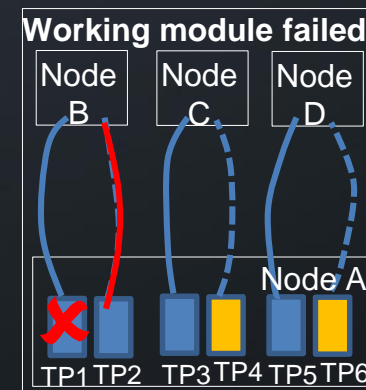 Working module failed
Node Node Node
B C D
Node A
TP1 TP2 TP3 TP4 TP5 TP6